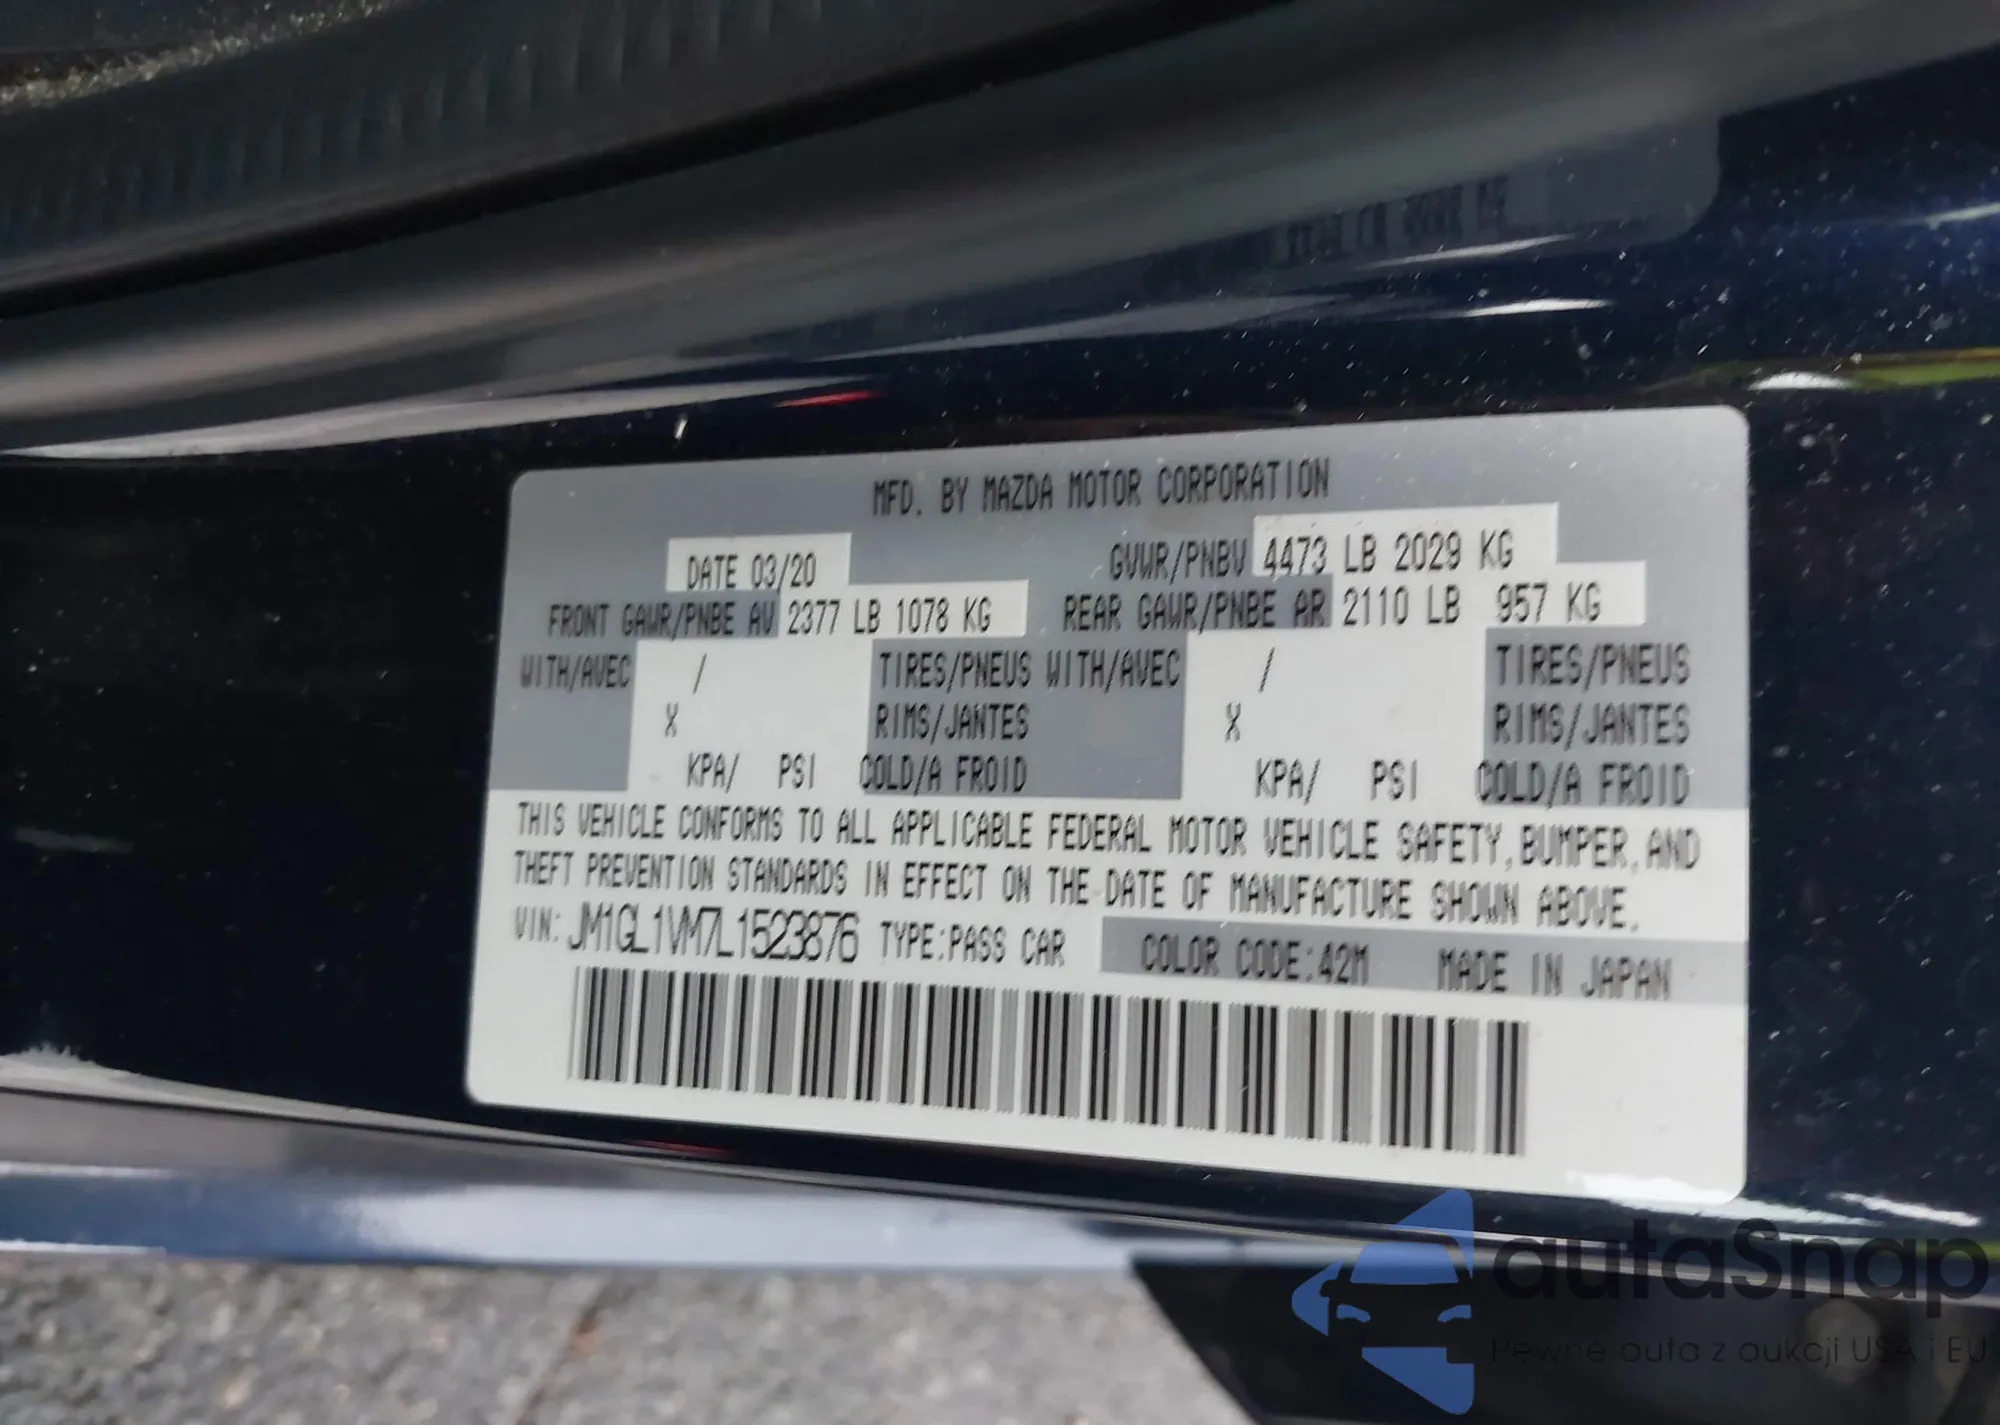 MFD. BY MAZDA MOTOR CORPORATION
DATE 03/20 GVWR/PNBV 4473 LB 2029 KG
FRONT GAWR/PNBE AV 2377 LB 1078 KG REAR GAWR/PNBE AR 2110 LB 957 KG
WITH/AVEC / TIRES/PNEUS WITH/AVEC / TIRES/PNEUS
X RIMS/JANTES X RIMS/JANTES
KPA/ PSI COLD/A FROID KPA/ PSI COLD/A FROID
THIS VEHICLE CONFORMS TO ALL APPLICABLE FEDERAL MOTOR VEHICLE SAFETY, BUMPER, AND
THEFT PREVENTION STANDARDS IN EFFECT ON THE DATE OF MANUFACTURE SHOWN ABOVE.
VIN: JM1GL1VM7L1523876 TYPE:PASS CAR COLOR CODE:42M MADE IN JAPAN
autaSnap
Pewne auta z aukcji USA i EU